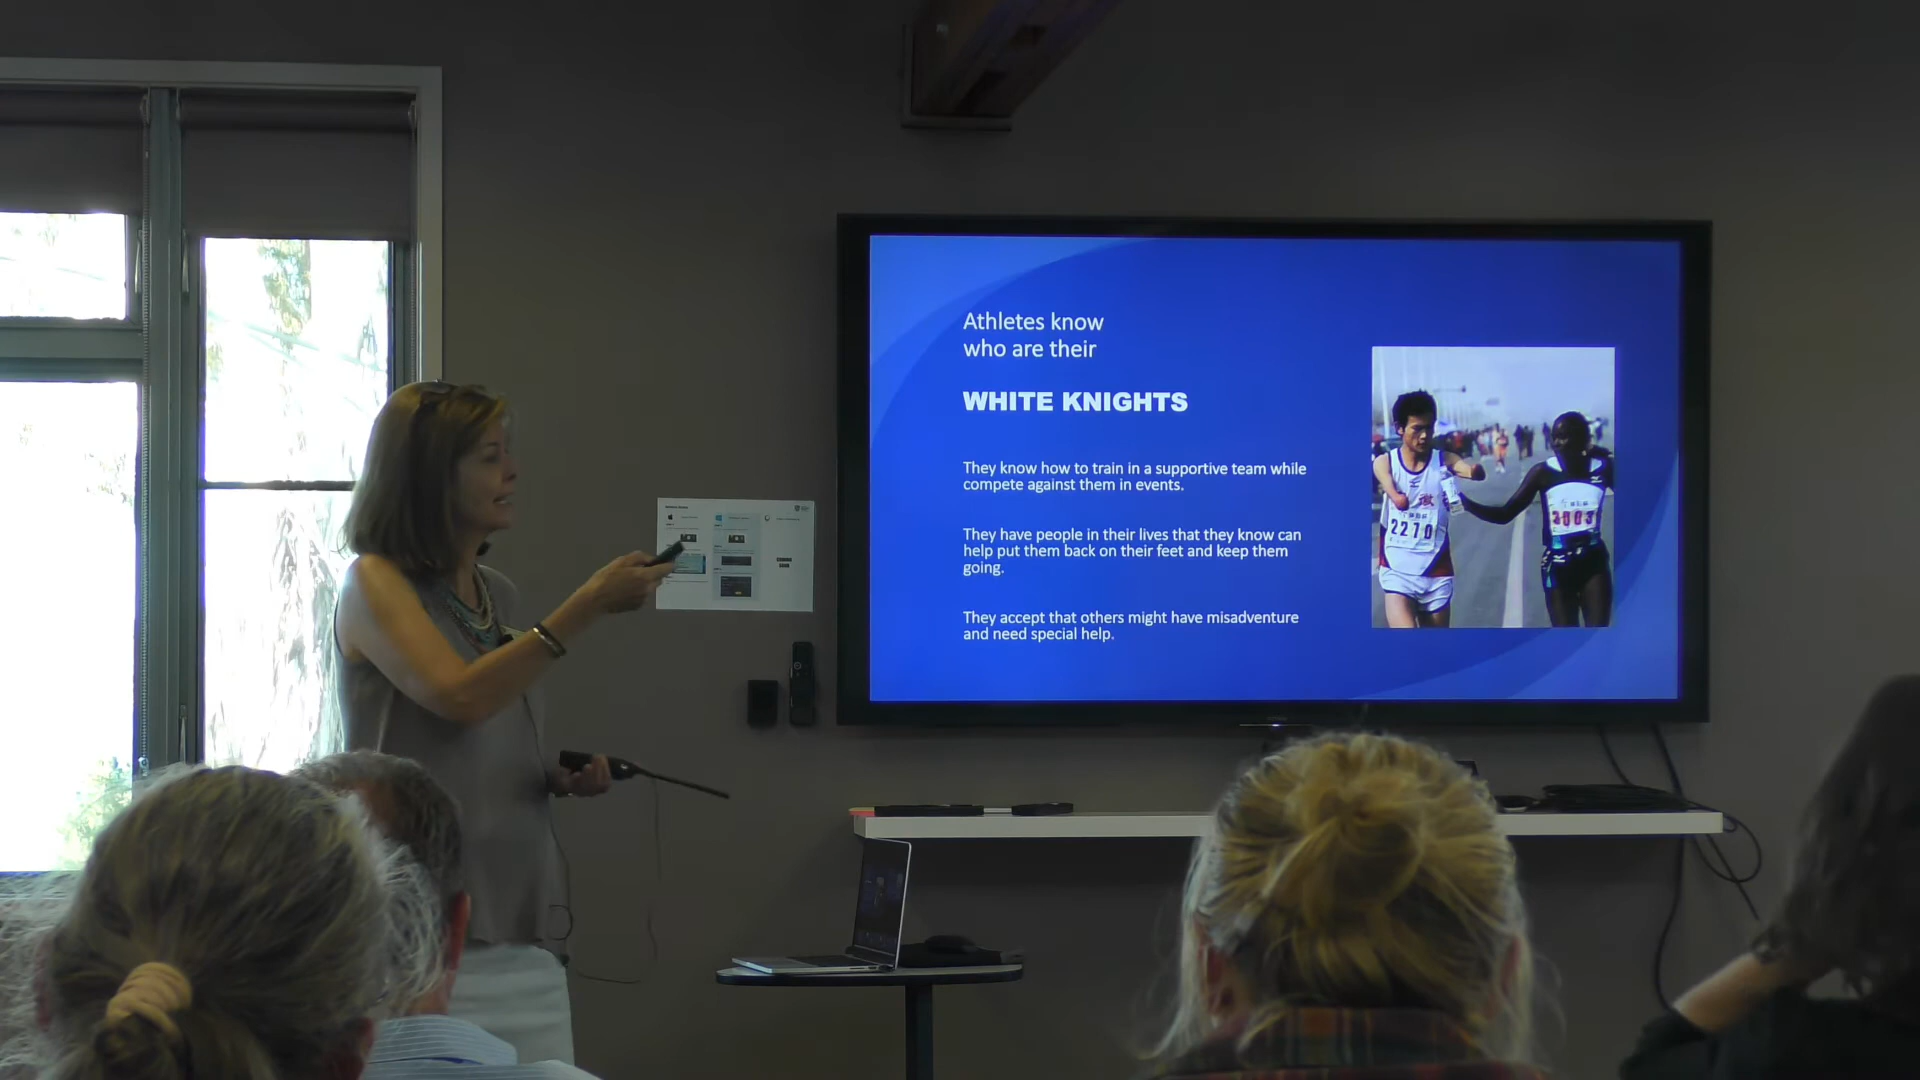 Athletes know
who are their
WHITE KNIGHTS
They know how to train in a supportive team while
compete against them in events.
They have people in their lives that they know can
help put them back on their feet and keep them
going.
They accept that others might have misadventure
and need special help.
2270
3003